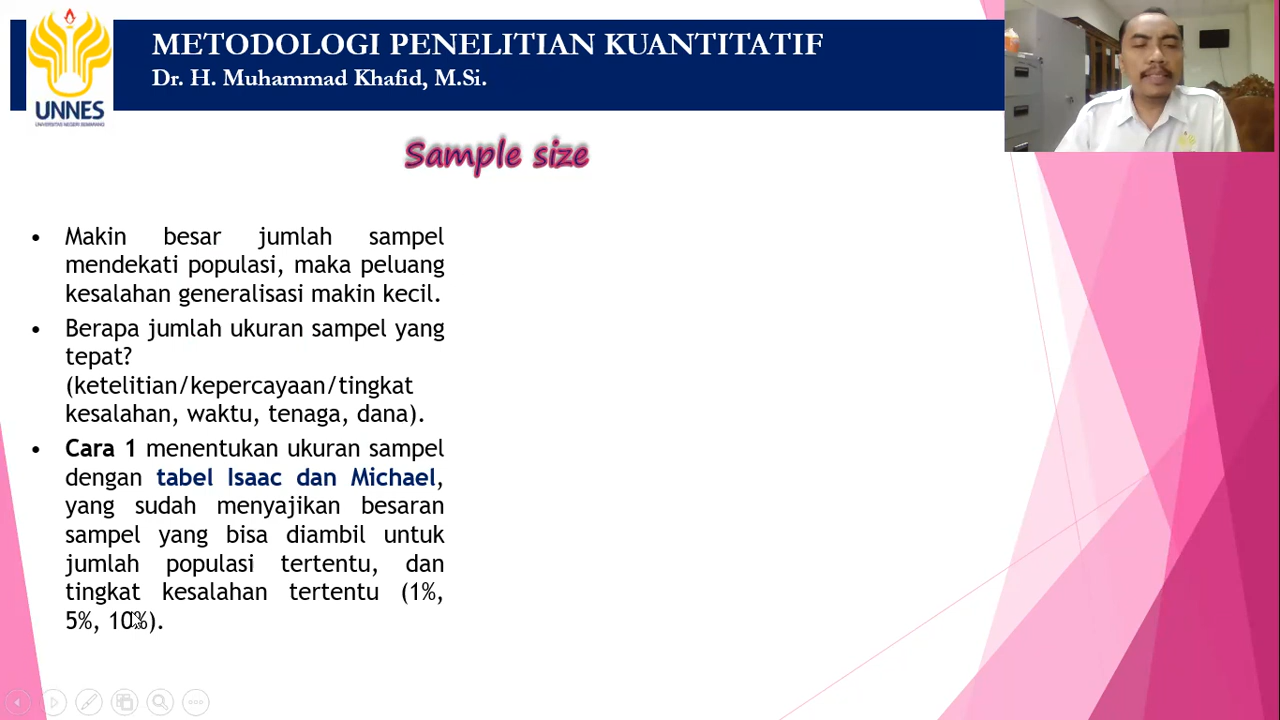 METODOLOGI PENELITIAN KUANTITATIF
Dr. H. Muhammad Khafid, M.Si.
UNNES
UNIVERSITAS NEGERI SEMARANG
Sample size
• Makin besar jumlah sampel
mendekati populasi, maka peluang
kesalahan generalisasi makin kecil.
• Berapa jumlah ukuran sampel yang
tepat?
(ketelitian/kepercayaan/tingkat
kesalahan, waktu, tenaga, dana).
• Cara 1 menentukan ukuran sampel
dengan tabel Isaac dan Michael,
yang sudah menyajikan besaran
sampel yang bisa diambil untuk
jumlah populasi tertentu, dan
tingkat kesalahan tertentu (1%,
5%, 10%).